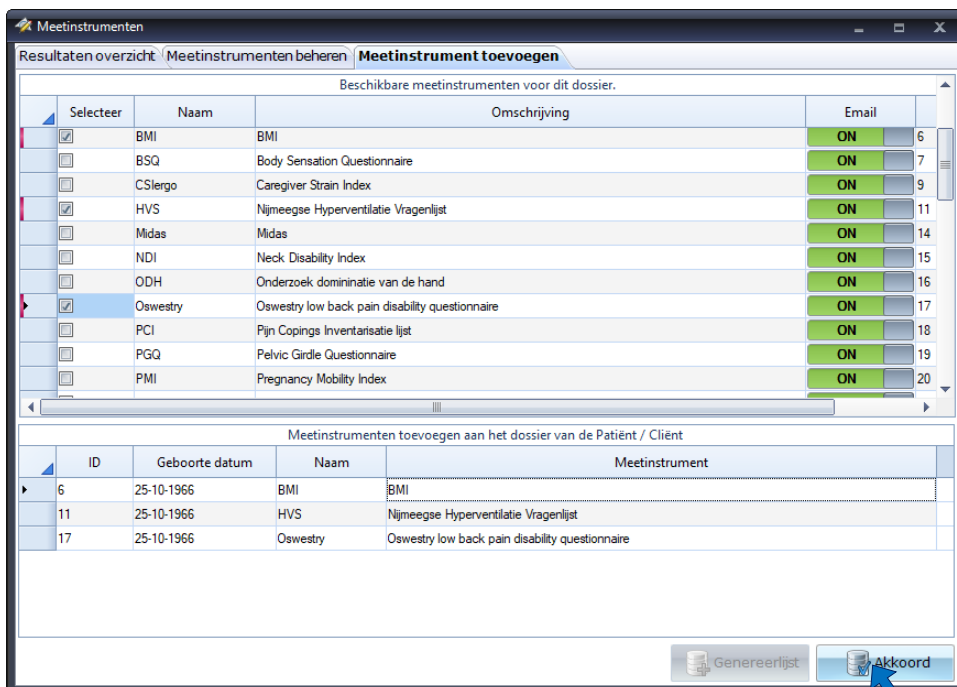 Meetinstrumenten
Resultaten overzicht Meetinstrumenten beheren Meetinstrument toevoegen
Beschikbare meetinstrumenten voor dit dossier.
Selecteer Naam Omschrijving Email
BMI BMI ON 6
BSQ Body Sensation Questionnaire ON 7
CSIergo Caregiver Strain Index ON 9
HVS Nijmeegse Hyperventilatie Vragenlijst ON 11
Midas Midas ON 14
NDI Neck Disability Index ON 15
ODH Onderzoek domininatie van de hand ON 16
Oswestry Oswestry low back pain disability questionnaire ON 17
PCI Pijn Copings Inventarisatie lijst ON 18
PGQ Pelvic Girdle Questionnaire ON 19
PMI Pregnancy Mobility Index ON 20
Meetinstrumenten toevoegen aan het dossier van de Patiënt / Cliënt
ID Geboorte datum Naam Meetinstrument
6 25-10-1966 BMI BMI
11 25-10-1966 HVS Nijmeegse Hyperventilatie Vragenlijst
17 25-10-1966 Oswestry Oswestry low back pain disability questionnaire
Genereerlijst Akkoord